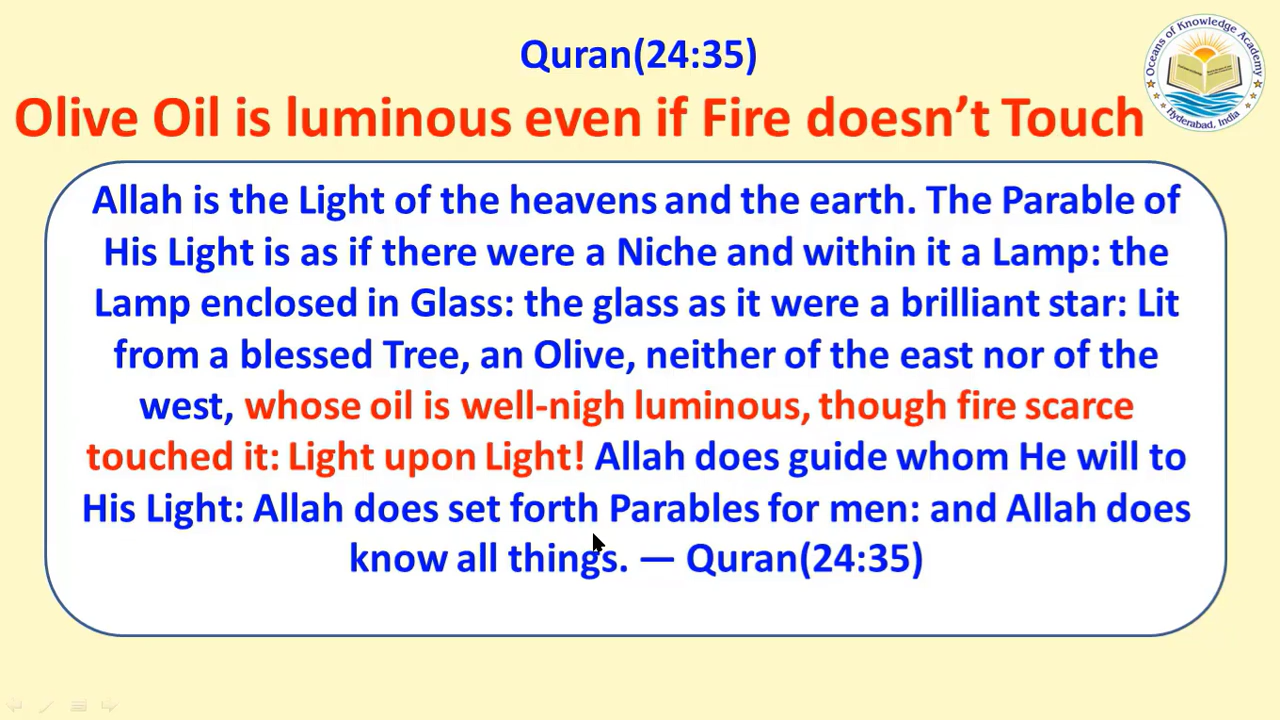 Quran(24:35)
Olive Oil is luminous even if Fire doesn’t Touch
Oceans of Knowledge Academy
Hyderabad, India
Allah is the Light of the heavens and the earth. The Parable of
His Light is as if there were a Niche and within it a Lamp: the
Lamp enclosed in Glass: the glass as it were a brilliant star: Lit
from a blessed Tree, an Olive, neither of the east nor of the
west, whose oil is well-nigh luminous, though fire scarce
touched it: Light upon Light! Allah does guide whom He will to
His Light: Allah does set forth Parables for men: and Allah does
know all things. — Quran(24:35)